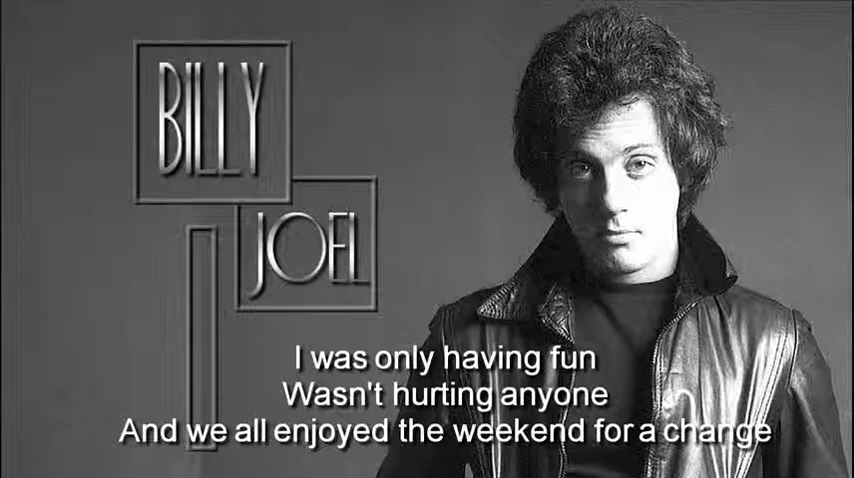 BILLY
JOEL
I was only having fun
Wasn't hurting anyone
And we all enjoyed the weekend for a change